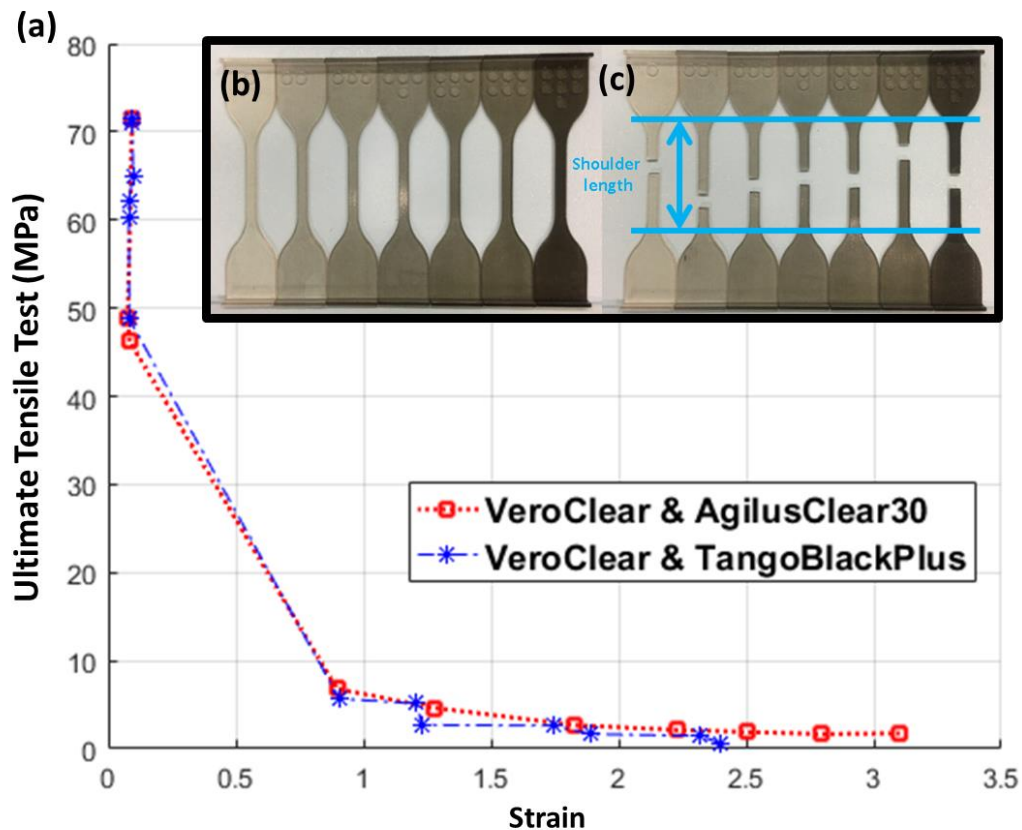 (a)
80
70
60
50
40
30
20
10
0
Ultimate Tensile Test (MPa)
(b)
(c)
Shoulder
length
VeroClear & AgilusClear30
VeroClear & TangoBlackPlus
0 0.5 1 1.5 2 2.5 3 3.5
Strain